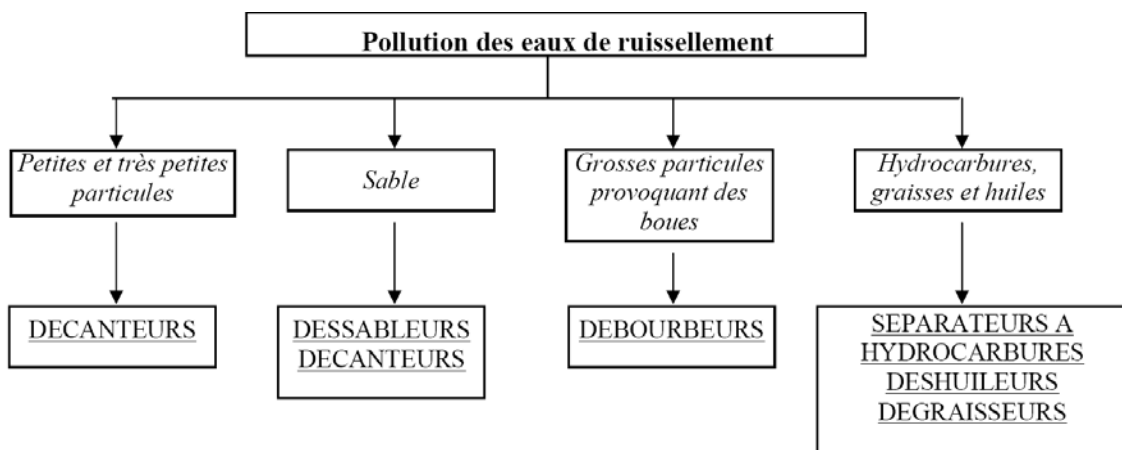 Pollution des eaux de ruissellement
Petites et très petites
particules
Sable
Grosses particules
provoquant des
boues
Hydrocarbures,
graisses et huiles
DECANTEURS
DESSABLEURS
DECANTEURS
DEBOURBEURS
SEPARATEURS A
HYDROCARBURES
DESHUILEURS
DEGRAISSEURS